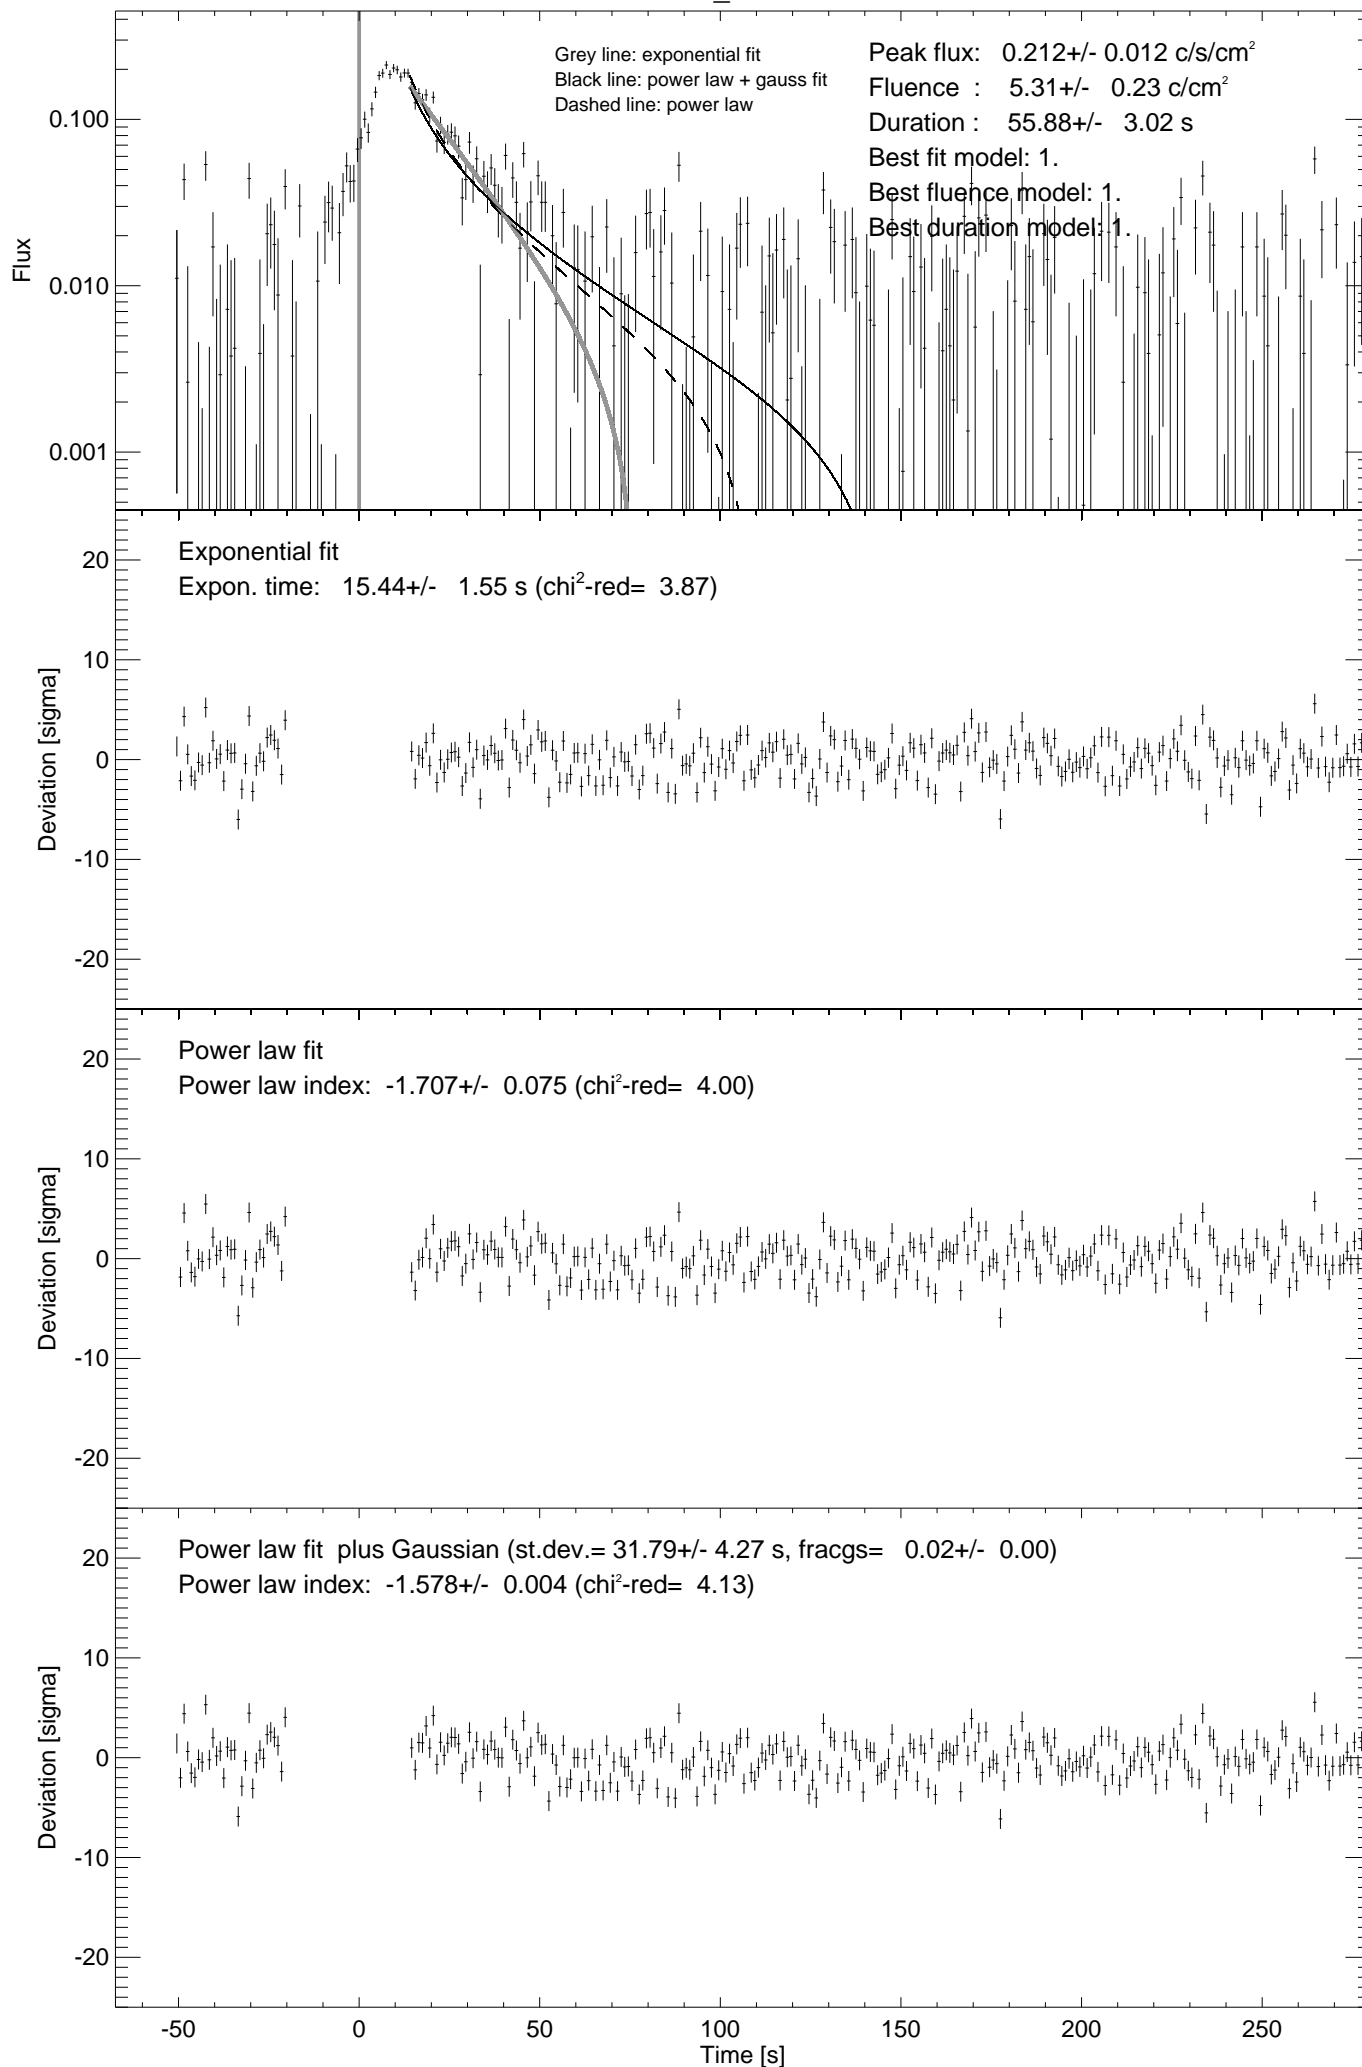 Grey line: exponential fit
Black line: power law + gauss fit
Dashed line: power law
Peak flux: 0.212+/- 0.012 c/s/cm²
Fluence : 5.31+/- 0.23 c/cm²
Duration : 55.88+/- 3.02 s
Best fit model: 1.
Best fluence model: 1.
Best duration model: 1.
Flux
0.100
0.010
0.001
Exponential fit
Expon. time: 15.44+/- 1.55 s (chi²-red= 3.87)
Deviation [sigma]
20
10
0
-10
-20
Power law fit
Power law index: -1.707+/- 0.075 (chi²-red= 4.00)
Deviation [sigma]
20
10
0
-10
-20
Power law fit plus Gaussian (st.dev.= 31.79+/- 4.27 s, fracgs= 0.02+/- 0.00)
Power law index: -1.578+/- 0.004 (chi²-red= 4.13)
Deviation [sigma]
20
10
0
-10
-20
-50 0 50 100 150 200 250
Time [s]